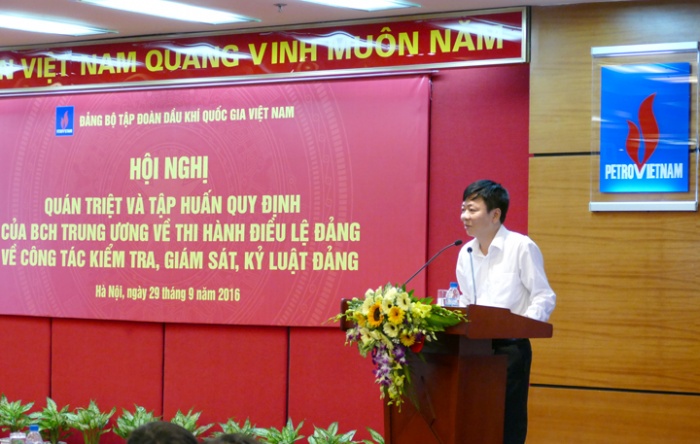 N VIỆT NAM QUANG VINH MUÔN NĂM
ĐẢNG BỘ TẬP ĐOÀN DẦU KHÍ QUỐC GIA VIỆT NAM
HỘI NGHỊ
QUÁN TRIỆT VÀ TẬP HUẤN QUY ĐỊNH
CỦA BCH TRUNG ƯƠNG VỀ THI HÀNH ĐIỀU LỆ ĐẢNG
VỀ CÔNG TÁC KIỂM TRA, GIÁM SÁT, KỶ LUẬT ĐẢNG
Hà Nội, ngày 29 tháng 9 năm 2016
PETROVIETNAM